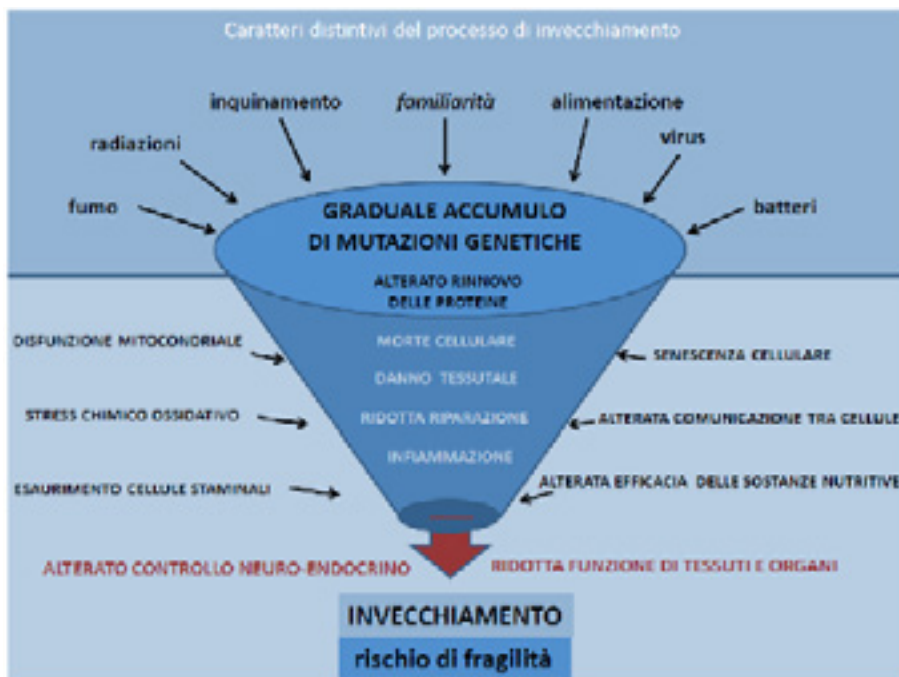 Caratteri distintivi del processo di invecchiamento
inquinamento
familiarità
alimentazione
radiazioni
virus
fumo
batteri
GRADUALE ACCUMULO
DI MUTAZIONI GENETICHE
ALTERATO RINNOVO
DELLE PROTEINE
DISFUNZIONE MITOCONDRIALE
MORTE CELLULARE
SENESCENZA CELLULARE
DANNO TESSUTALE
STRESS CHIMICO OSSIDATIVO
RIDOTTA RIPARAZIONE
ALTERATA COMUNICAZIONE TRA CELLULE
INFIAMMAZIONE
ESAURIMENTO CELLULE STAMINALI
ALTERATA EFFICACIA DELLE SOSTANZE NUTRITIVE
ALTERATO CONTROLLO NEURO-ENDOCRINO
RIDOTTA FUNZIONE DI TESSUTI E ORGANI
INVECCHIAMENTO
rischio di fragilità